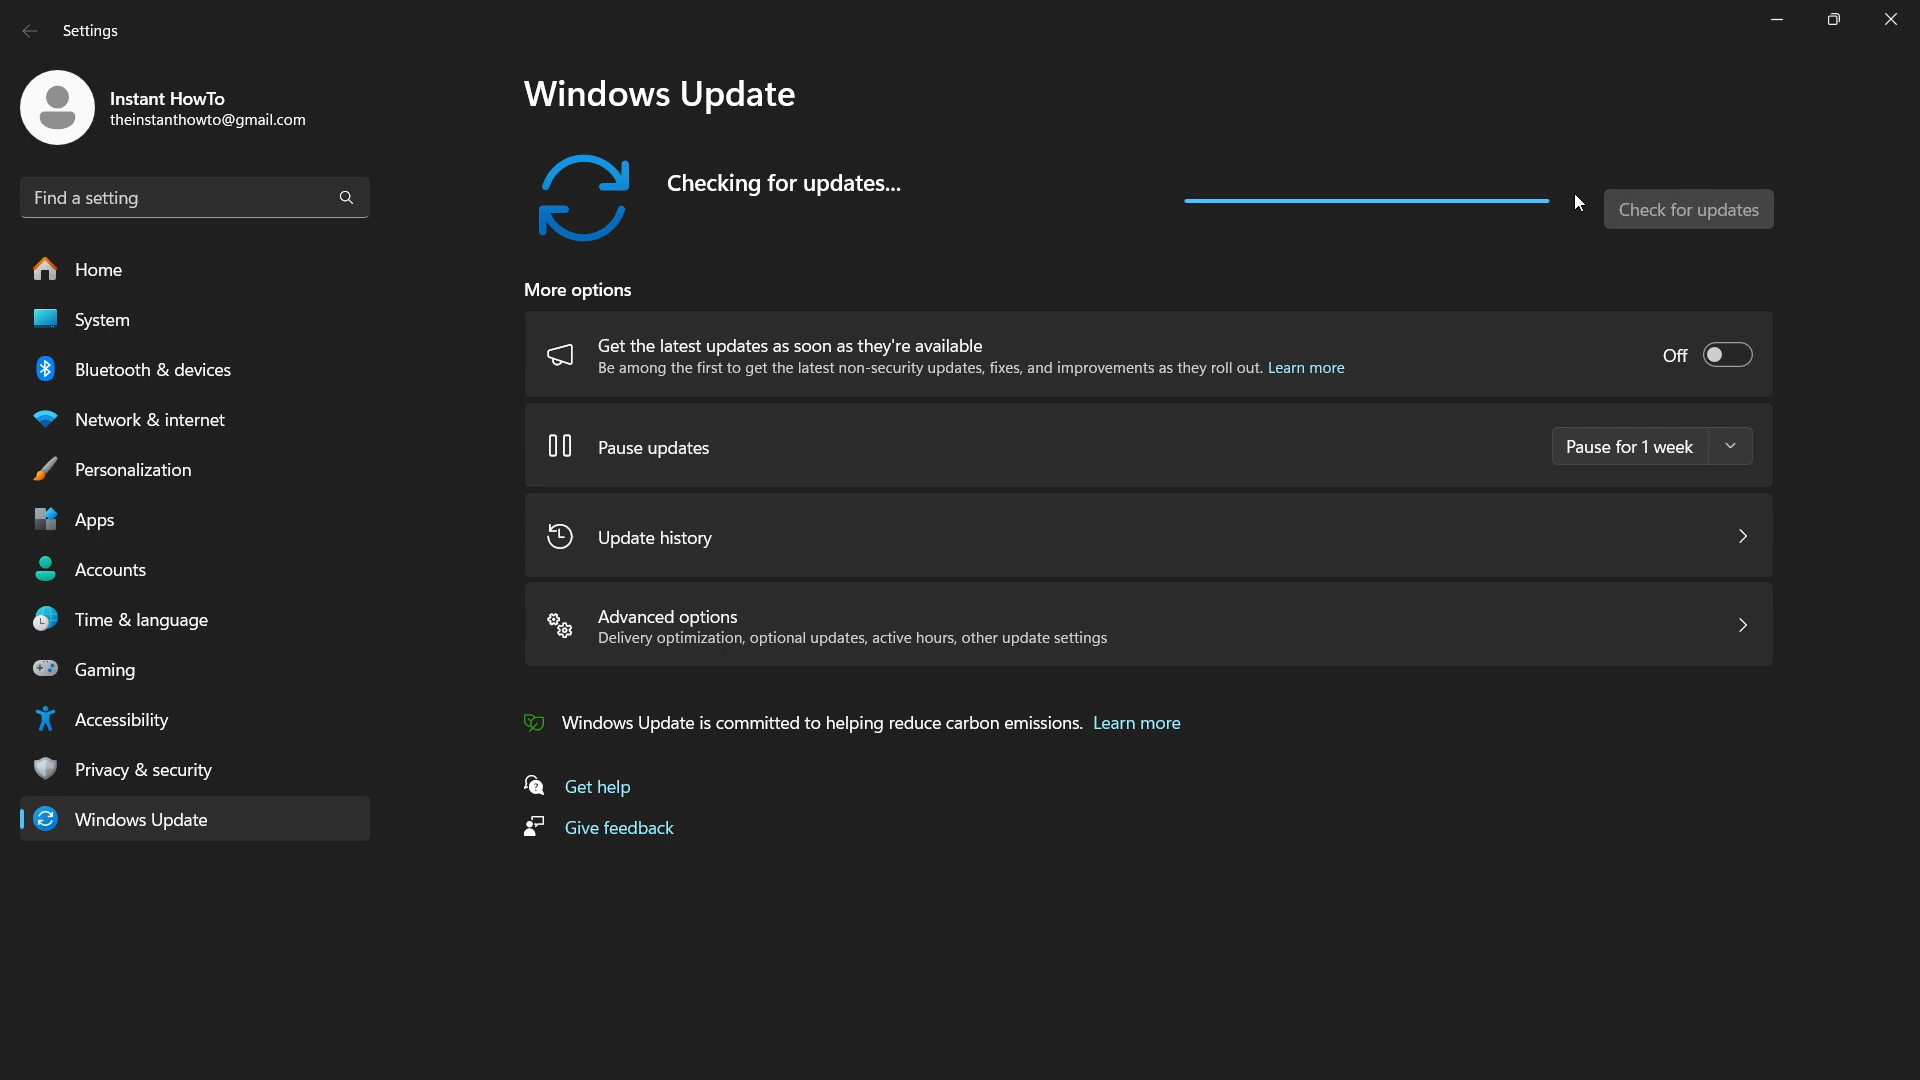 Settings
Instant HowTo
theinstanthowto@gmail.com
Find a setting
Home
System
Bluetooth & devices
Network & internet
Personalization
Apps
Accounts
Time & language
Gaming
Accessibility
Privacy & security
Windows Update
Windows Update
Checking for updates...
Check for updates
More options
Get the latest updates as soon as they're available
Be among the first to get the latest non-security updates, fixes, and improvements as they roll out. Learn more
Off
Pause updates
Pause for 1 week
Update history
Advanced options
Delivery optimization, optional updates, active hours, other update settings
Windows Update is committed to helping reduce carbon emissions. Learn more
Get help
Give feedback